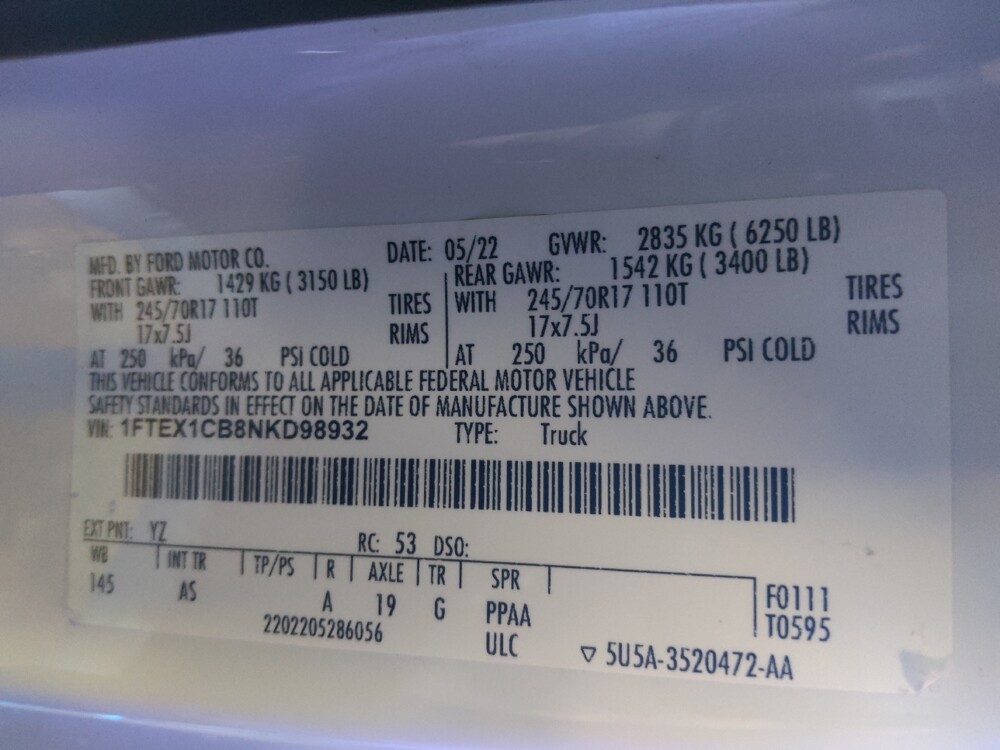 MFD. BY FORD MOTOR CO. DATE: 05/22 GVWR: 2835 KG ( 6250 LB)
FRONT GAWR: 1429 KG ( 3150 LB) REAR GAWR: 1542 KG ( 3400 LB)
WITH 245/70R17 110T TIRES WITH 245/70R17 110T TIRES
17x7.5J RIMS 17x7.5J RIMS
AT 250 kPa/ 36 PSI COLD AT 250 kPa/ 36 PSI COLD
THIS VEHICLE CONFORMS TO ALL APPLICABLE FEDERAL MOTOR VEHICLE
SAFETY STANDARDS IN EFFECT ON THE DATE OF MANUFACTURE SHOWN ABOVE.
VIN: 1FTEX1CB8NKD98932 TYPE: Truck
EXT PNT: YZ RC: 53 DSO:
WB INT TR TP/PS R AXLE TR SPR
145 AS A 19 G PPAA F0111
2202205286056 ULC T0595
▽ 5U5A-3520472-AA